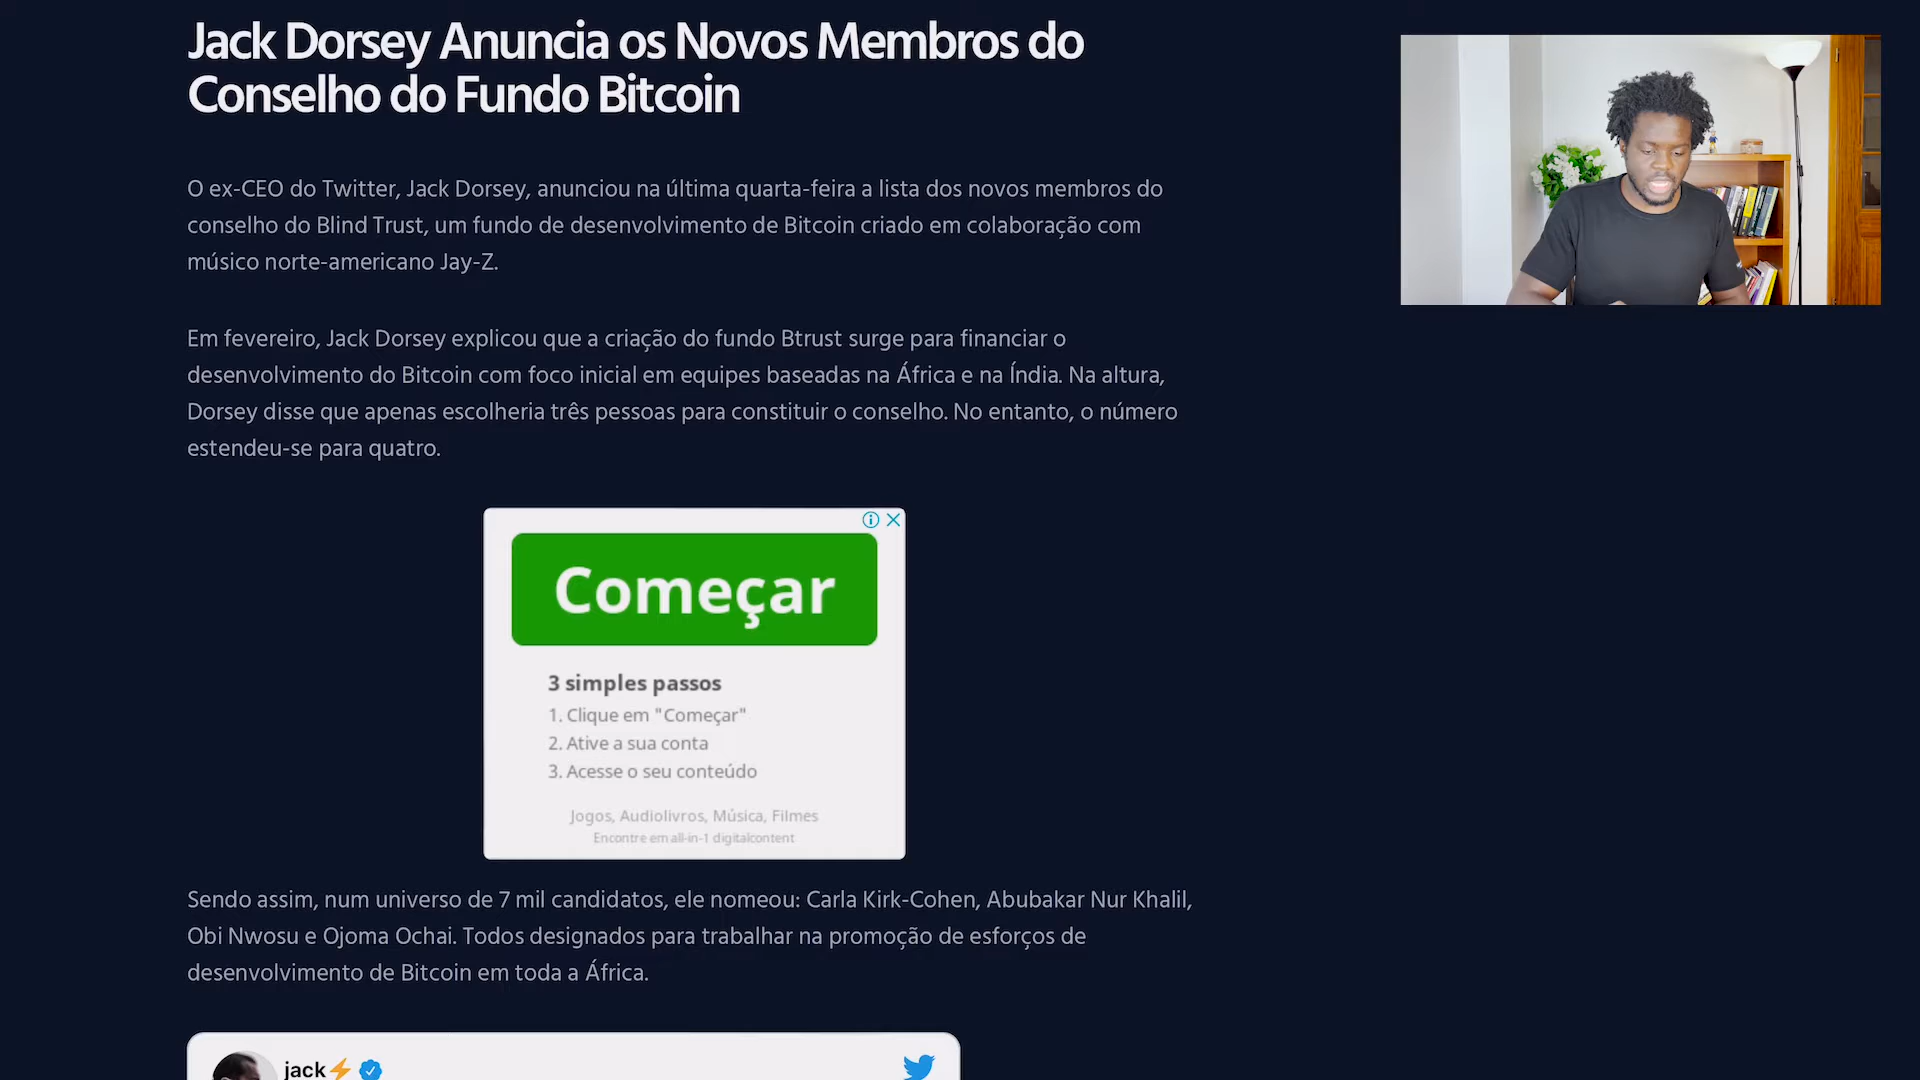 Jack Dorsey Anuncia os Novos Membros do
Conselho do Fundo Bitcoin
O ex-CEO do Twitter, Jack Dorsey, anunciou na última quarta-feira a lista dos novos membros do
conselho do Blind Trust, um fundo de desenvolvimento de Bitcoin criado em colaboração com
músico norte-americano Jay-Z.
Em fevereiro, Jack Dorsey explicou que a criação do fundo Btrust surge para financiar o
desenvolvimento do Bitcoin com foco inicial em equipes baseadas na África e na Índia. Na altura,
Dorsey disse que apenas escolheria três pessoas para constituir o conselho. No entanto, o número
estendeu-se para quatro.
Começar
3 simples passos
1. Clique em "Começar"
2. Ative a sua conta
3. Acesse o seu conteúdo
Jogos, Audiolivros, Música, Filmes
Encontre em all-in-1 digitalcontent
Sendo assim, num universo de 7 mil candidatos, ele nomeou: Carla Kirk-Cohen, Abubakar Nur Khalil,
Obi Nwosu e Ojoma Ochai. Todos designados para trabalhar na promoção de esforços de
desenvolvimento de Bitcoin em toda a África.
jack⚡